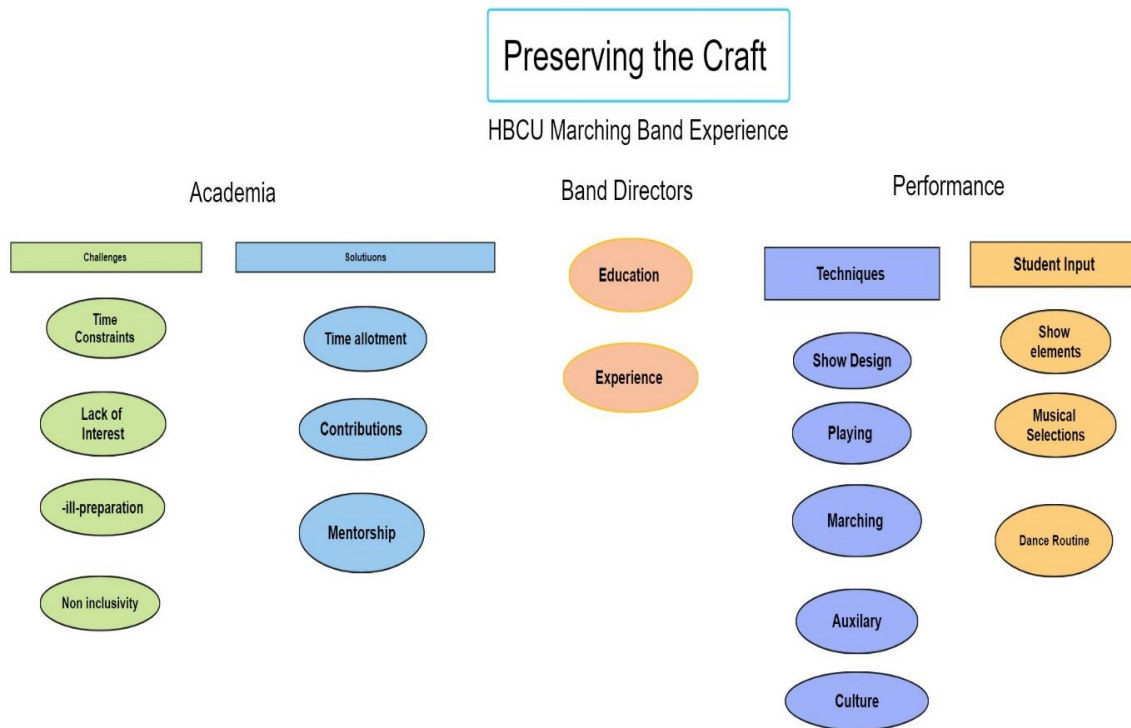 Preserving the Craft
HBCU Marching Band Experience
Academia
Band Directors
Performance
Challenges
Time
Constraints
Lack of
Interest
-ill-preparation
Non inclusivity
Solutiuons
Time allotment
Contributions
Mentorship
Education
Experience
Techniques
Show Design
Playing
Marching
Auxilary
Culture
Student Input
Show
elements
Musical
Selections
Dance Routine